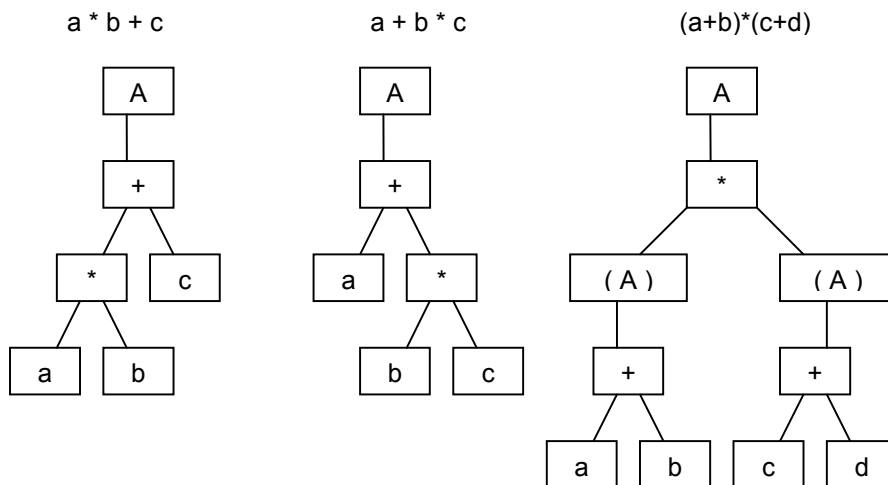 a * b + c a + b * c (a+b)*(c+d)
A A A
+ + *
* c a * ( A ) ( A )
a b b c + +
a b c d